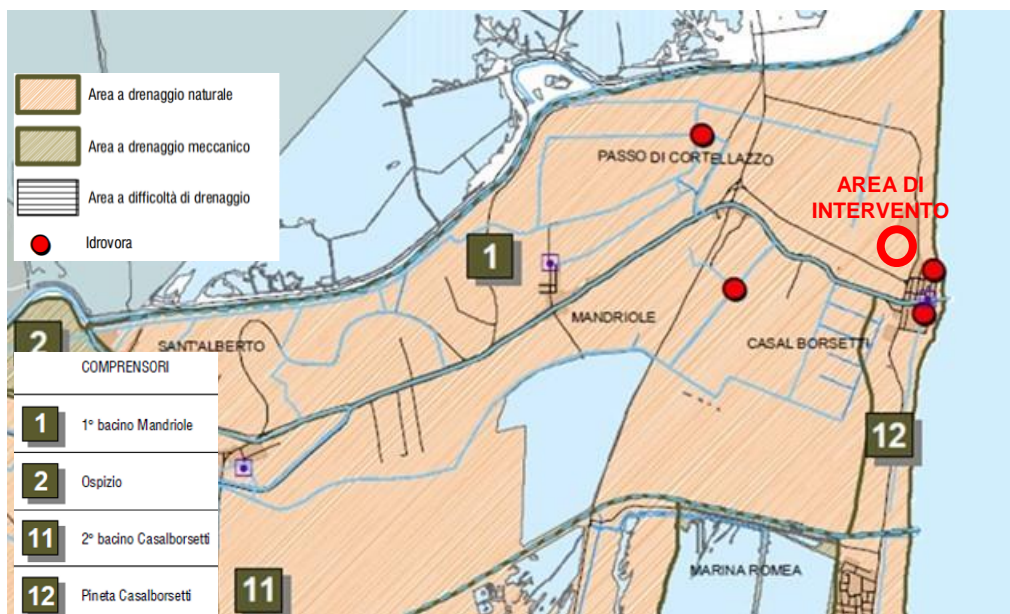 Area a drenaggio naturale
Area a drenaggio meccanico
Area a difficoltà di drenaggio
Idrovora
PASSO DI CORTELLAZZO
AREA DI
INTERVENTO
1
MANDRIOLE
CASAL BORSETTI
2
SANT'ALBERTO
COMPRENSORI
1 1° bacino Mandriole
2 Ospizio
11 2° bacino Casalborsetti
12 Pineta Casalborsetti
12
11
MARINA ROMEA